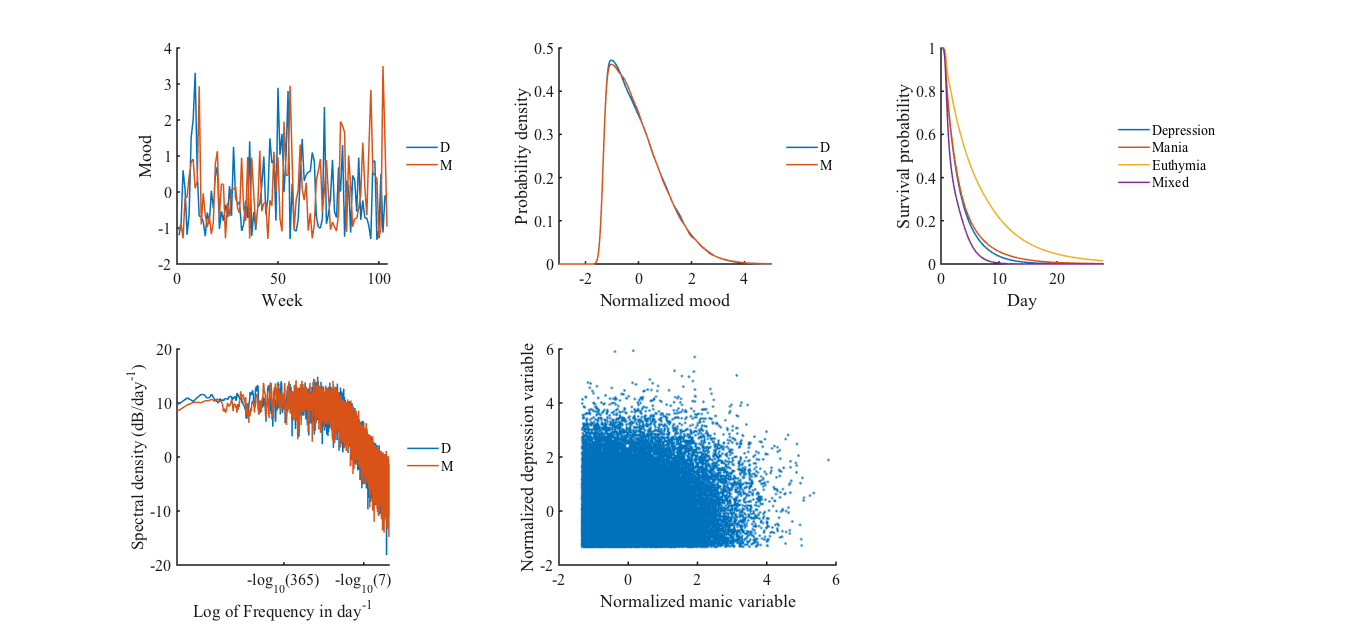 4
3
2
1
0
-1
-2
Mood
0
50
100
Week
D
M
0.5
0.4
0.3
0.2
0.1
0
Probability density
-2
0
2
4
Normalized mood
D
M
1
0.8
0.6
0.4
0.2
0
Survival probability
0
10
20
Day
Depression
Mania
Euthymia
Mixed
20
10
0
-10
-20
Spectral density (dB/day-1)
-log10(365)
-log10(7)
Log of Frequency in day-1
D
M
6
4
2
0
-2
Normalized depression variable
-2
0
2
4
6
Normalized manic variable